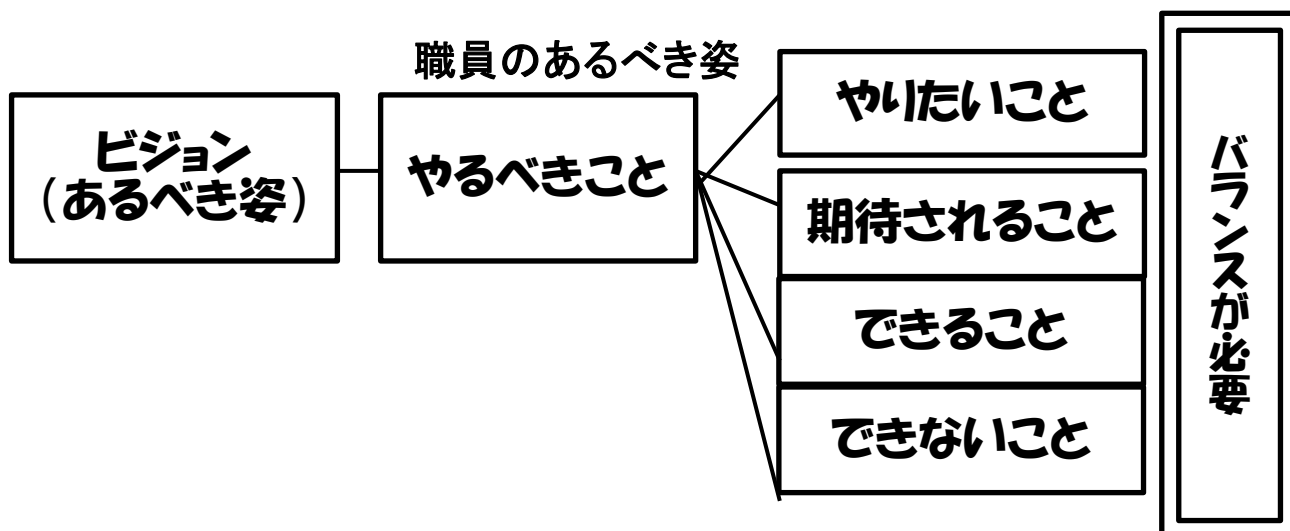 職員のあるべき姿
ビジョン
(あるべき姿)
やるべきこと
やりたいこと
期待されること
できること
できないこと
バランスが必要